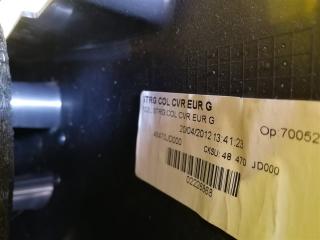 STRG COL CVR EUR G
STRG COL CVR EUR G
20/04/2012 13:41:23
Op:70052
48470JD000
CKSU: 48 470 JD000